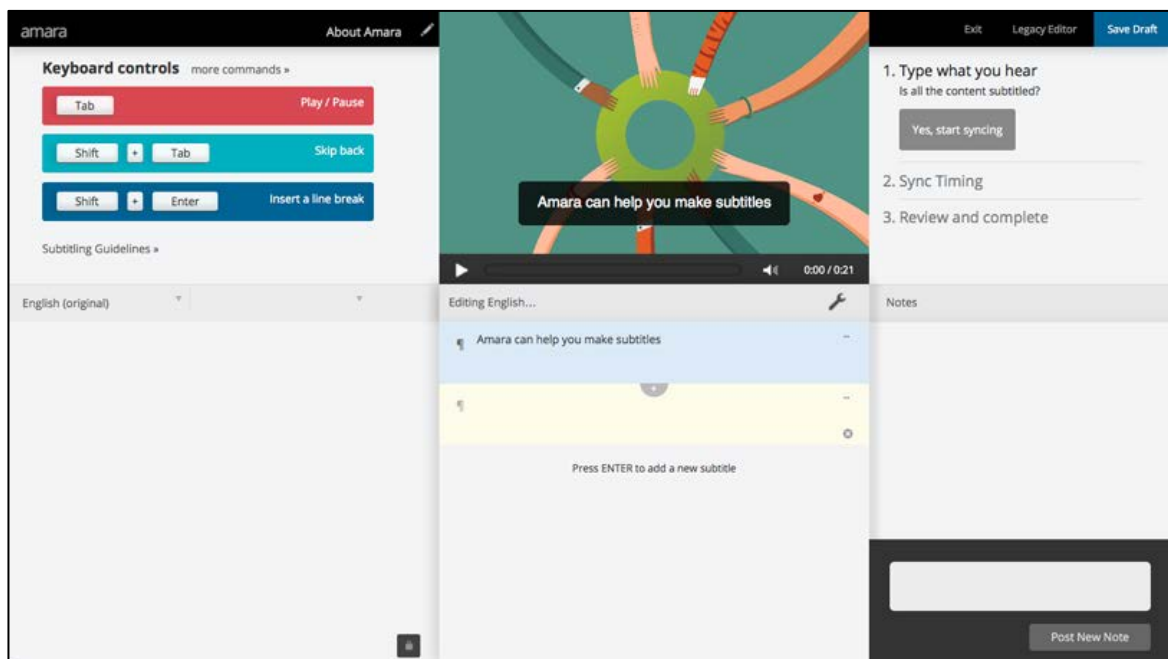 amara
About Amara
Keyboard controls more commands »
Tab Play / Pause
Shift + Tab Skip back
Shift + Enter Insert a line break
Subtitling Guidelines »
English (original)
Amara can help you make subtitles
0:00 / 0:21
Editing English...
¶ Amara can help you make subtitles --
+
¶ --
Press ENTER to add a new subtitle
Exit Legacy Editor Save Draft
1. Type what you hear
Is all the content subtitled?
Yes, start syncing
2. Sync Timing
3. Review and complete
Notes
Post New Note